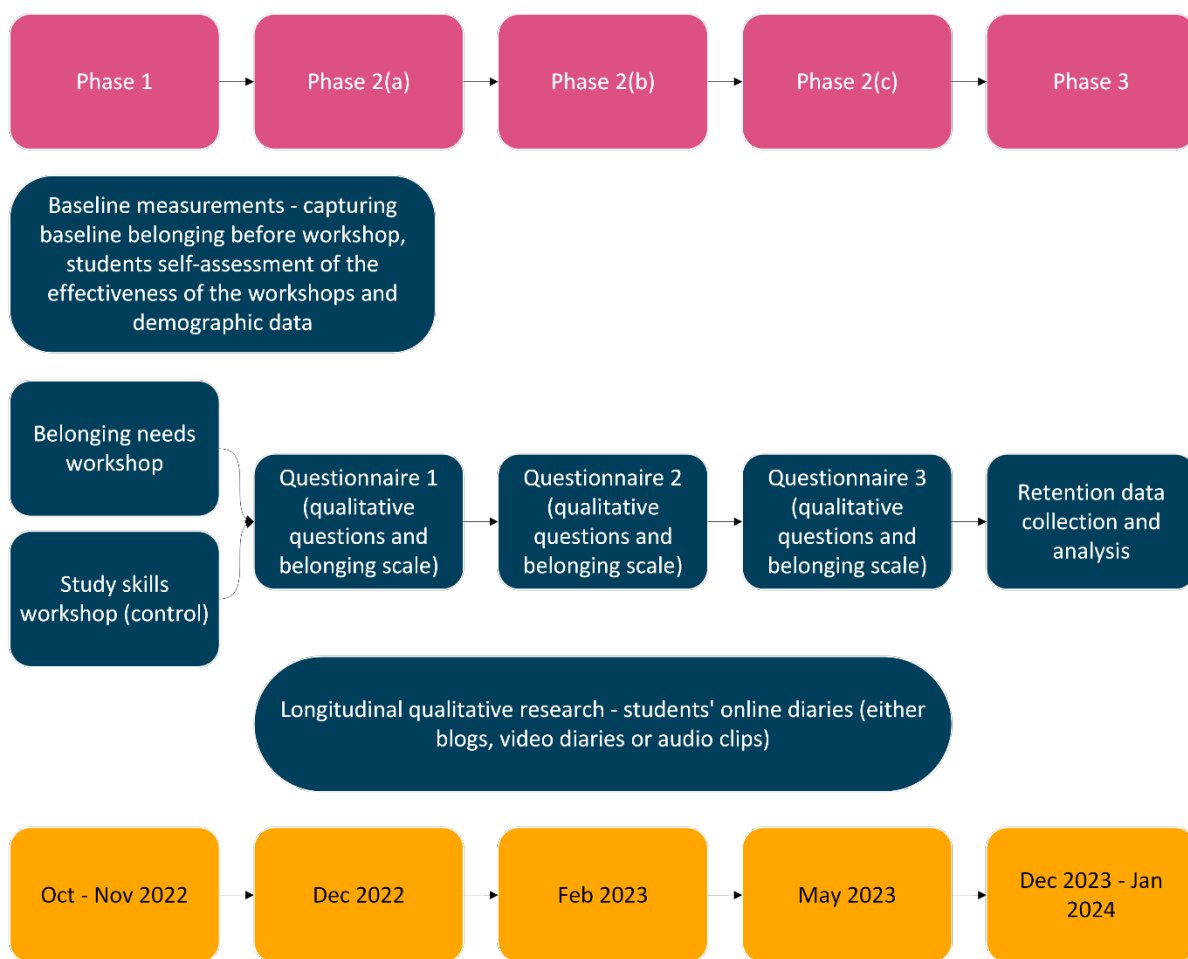 Phase 1
Phase 2(a)
Phase 2(b)
Phase 2(c)
Phase 3
Baseline measurements - capturing
baseline belonging before workshop,
students self-assessment of the
effectiveness of the workshops and
demographic data
Belonging needs
workshop
Study skills
workshop (control)
Questionnaire 1
(qualitative
questions and
belonging scale)
Questionnaire 2
(qualitative
questions and
belonging scale)
Questionnaire 3
(qualitative
questions and
belonging scale)
Retention data
collection and
analysis
Longitudinal qualitative research - students' online diaries (either
blogs, video diaries or audio clips)
Oct - Nov 2022
Dec 2022
Feb 2023
May 2023
Dec 2023 - Jan
2024